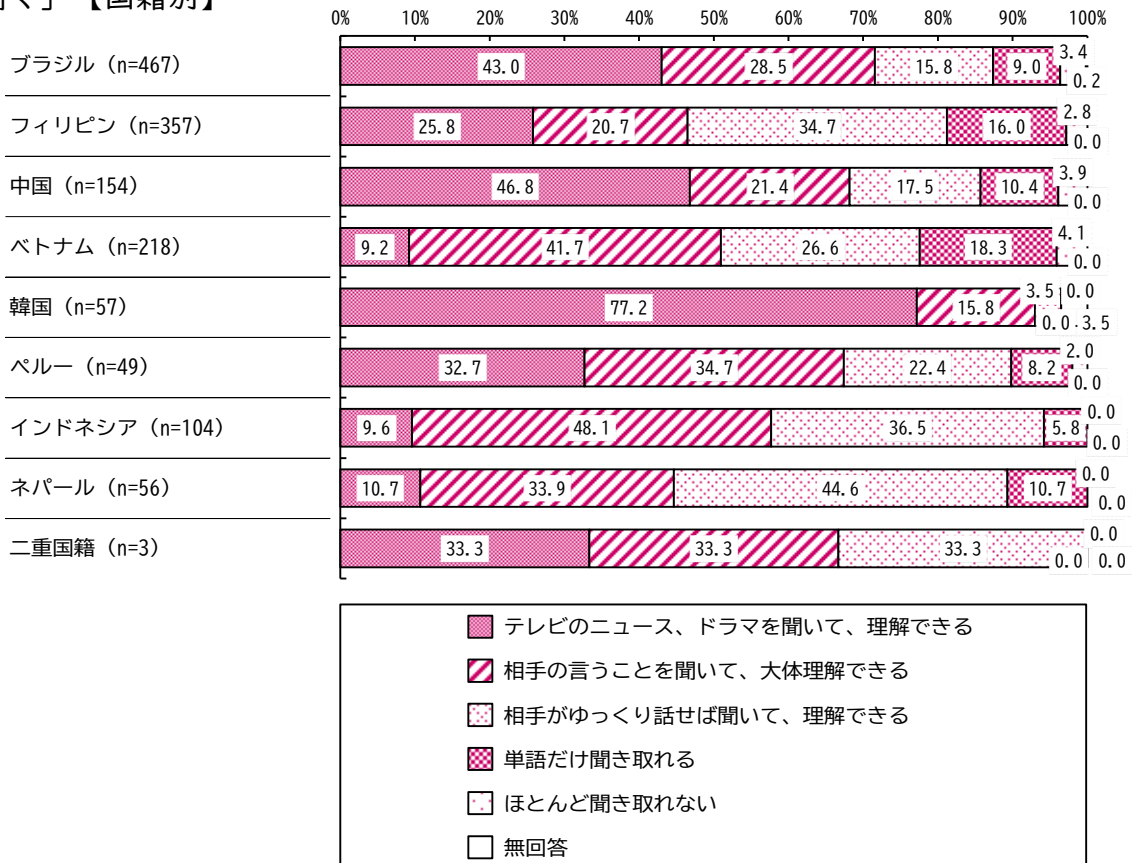 く」【国籍別】
0% 10% 20% 30% 40% 50% 60% 70% 80% 90% 100%
ブラジル（n=467） 43.0 28.5 15.8 9.0 3.4 0.2
フィリピン（n=357） 25.8 20.7 34.7 16.0 2.8 0.0
中国（n=154） 46.8 21.4 17.5 10.4 3.9 0.0
ベトナム（n=218） 9.2 41.7 26.6 18.3 4.1 0.0
韓国（n=57） 77.2 15.8 3.5 0.0 0.0 3.5
ペルー（n=49） 32.7 34.7 22.4 8.2 2.0 0.0
インドネシア（n=104） 9.6 48.1 36.5 5.8 0.0 0.0
ネパール（n=56） 10.7 33.9 44.6 10.7 0.0 0.0
二重国籍（n=3） 33.3 33.3 33.3 0.0 0.0 0.0
テレビのニュース、ドラマを聞いて、理解できる
相手の言うことを聞いて、大体理解できる
相手がゆっくり話せば聞いて、理解できる
単語だけ聞き取れる
ほとんど聞き取れない
無回答